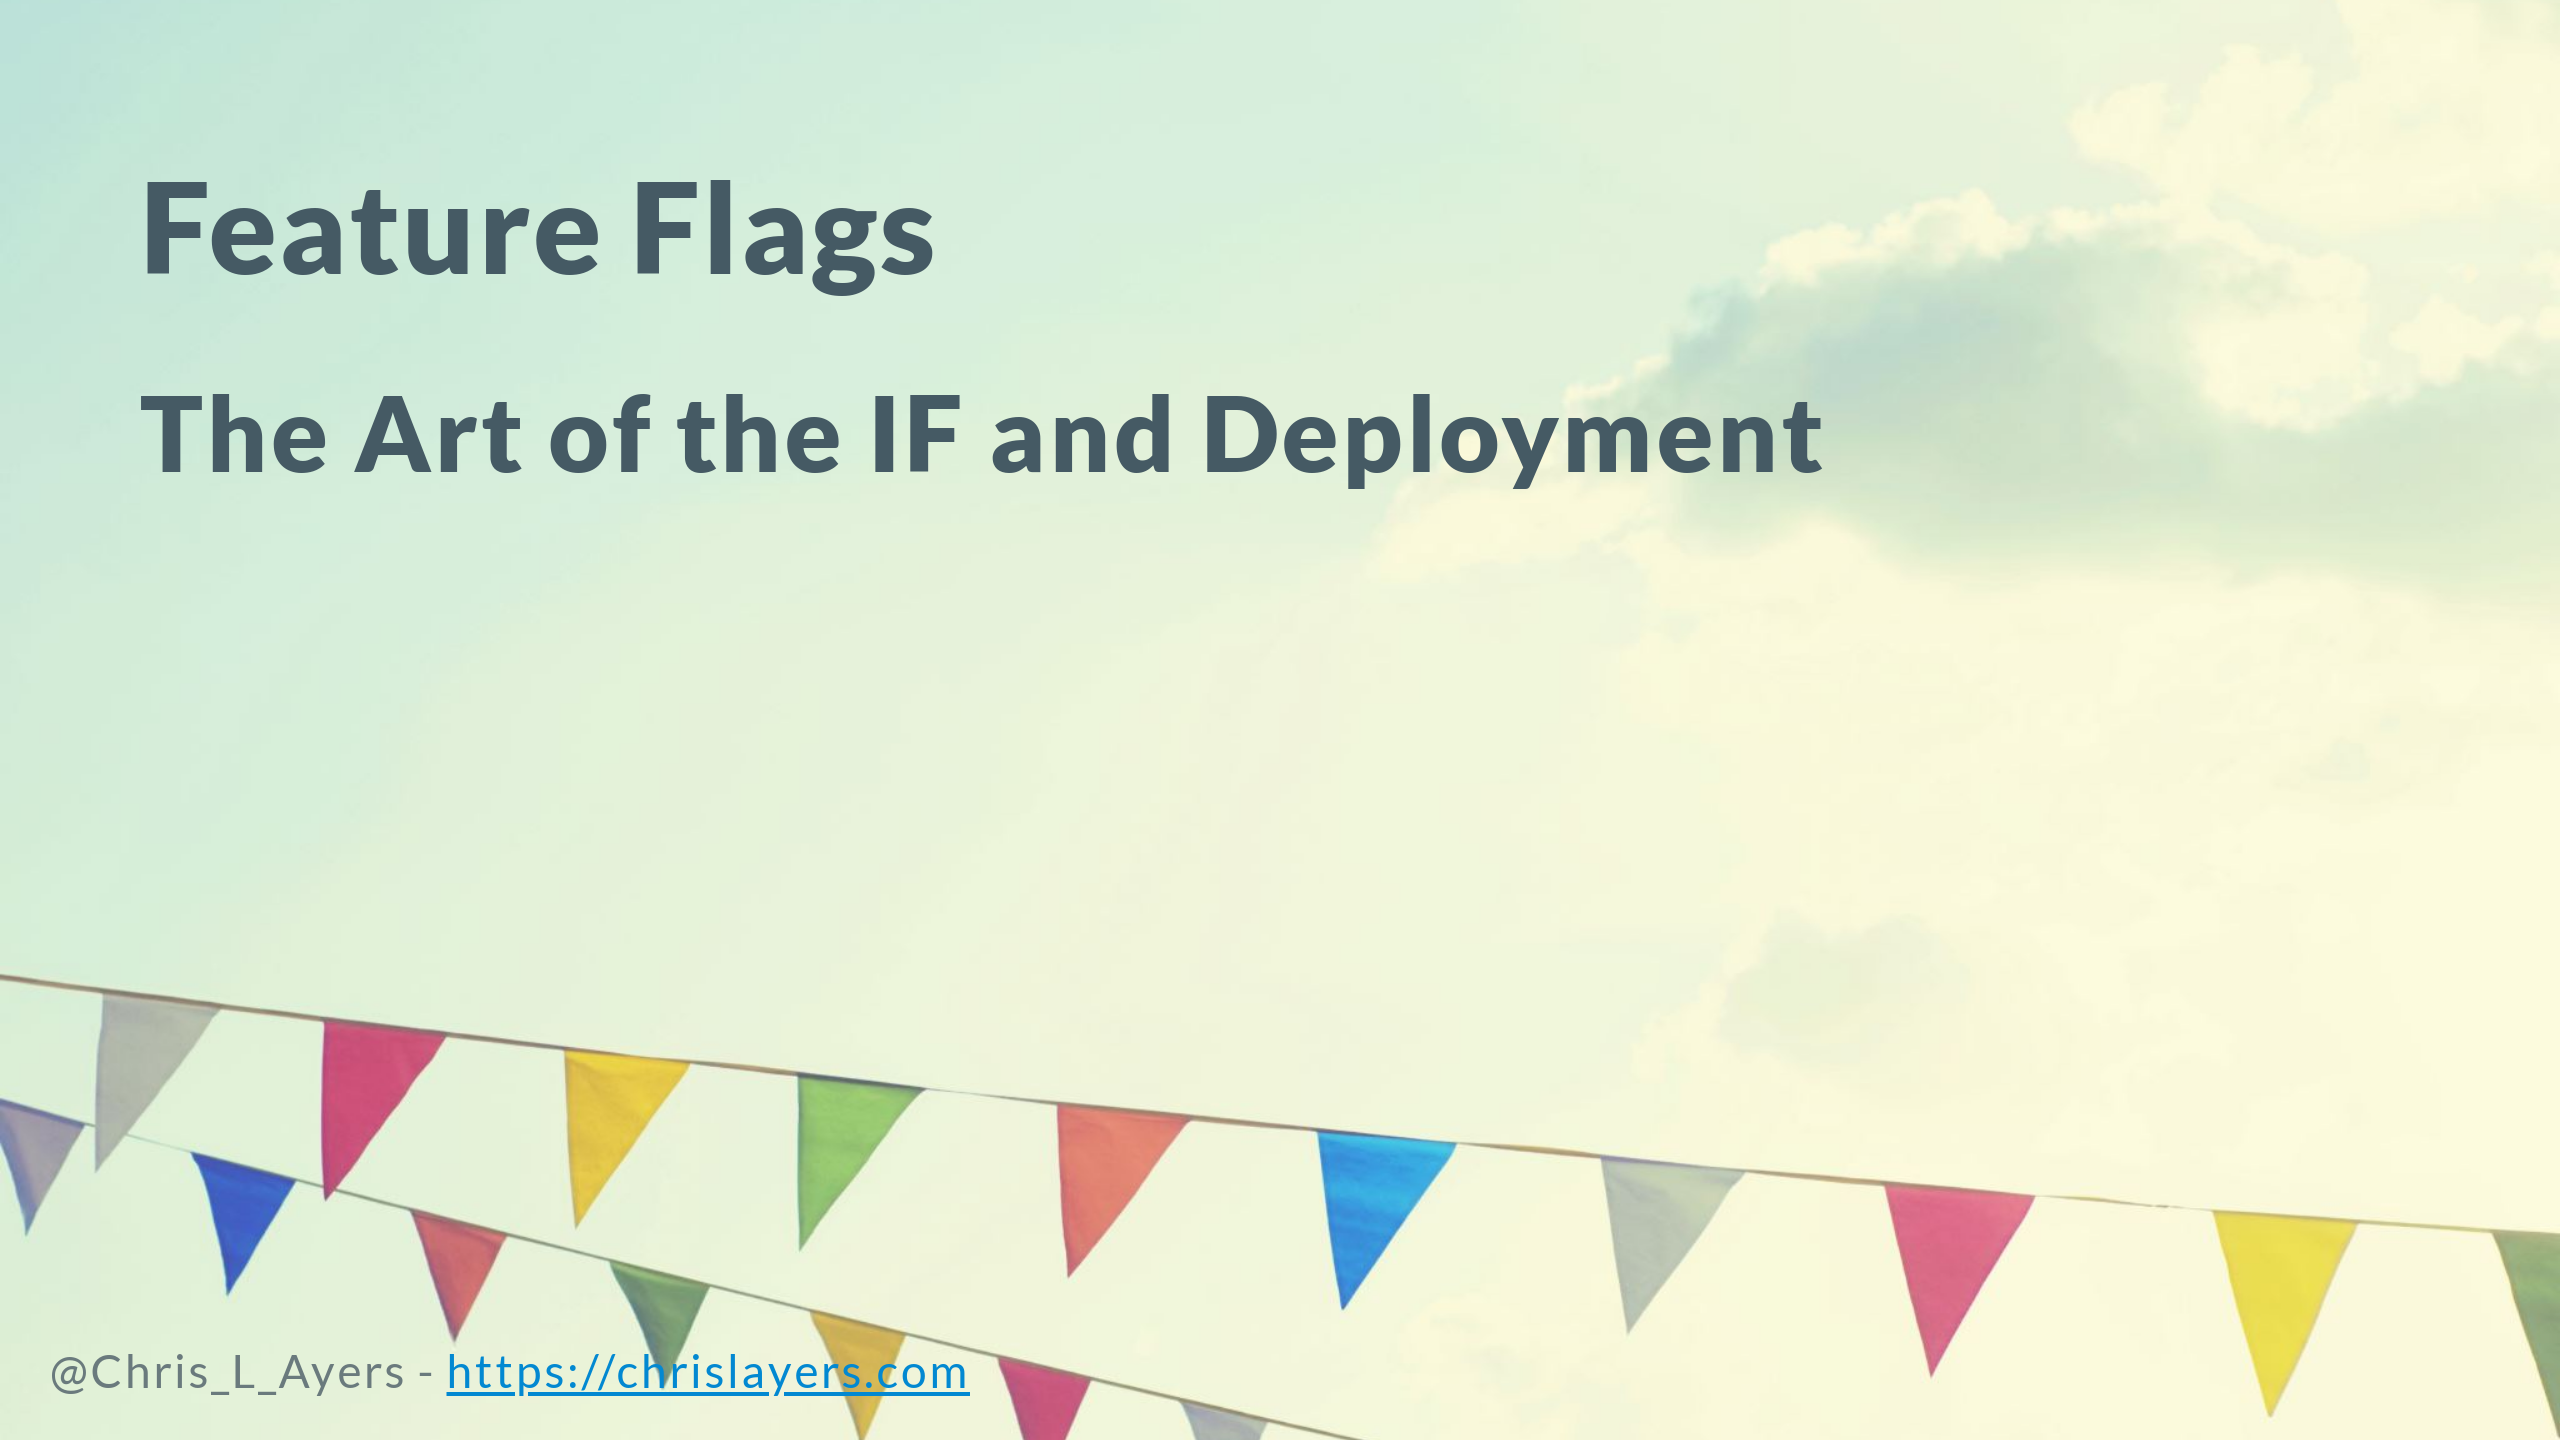 Feature Flags
The Art of the IF and Deployment
@Chris_L_Ayers - https://chrislayers.com